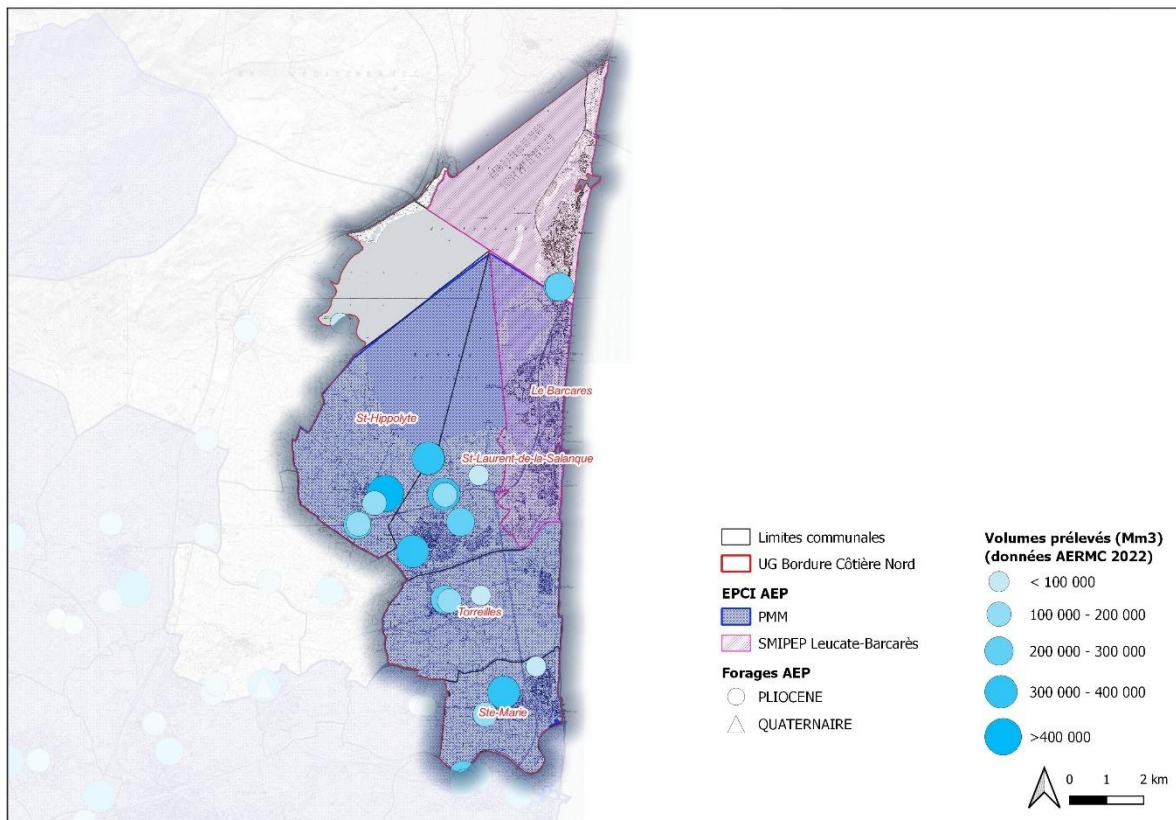 Le Barcares
St-Hippolyte
St-Laurent-de-la-Salanque
Torreilles
Ste-Marie
Limites communales
UG Bordure Côtière Nord
EPCI AEP
PMM
SMIPEP Leucate-Barcarès
Forages AEP
PLIOCENE
QUATERNAIRE
Volumes prélevés (Mm3)
(données AERMC 2022)
< 100 000
100 000 - 200 000
200 000 - 300 000
300 000 - 400 000
>400 000
0 1 2 km